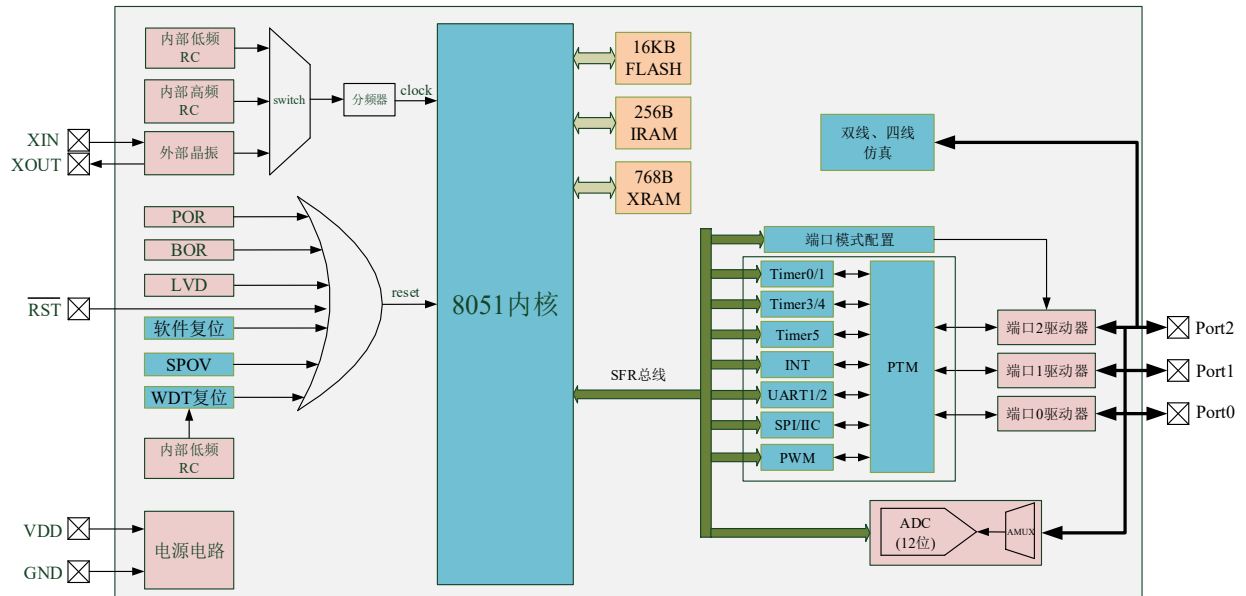 内部低频
RC
内部高频
RC
外部晶振
XIN
XOUT
switch
分频器
clock
POR
BOR
LVD
RST
软件复位
SPOV
WDT复位
内部低频
RC
reset
VDD
GND
电源电路
8051内核
16KB
FLASH
256B
IRAM
768B
XRAM
双线、四线
仿真
SFR总线
端口模式配置
Timer0/1
Timer3/4
Timer5
INT
UART1/2
SPI/IIC
PWM
PTM
端口2驱动器
端口1驱动器
端口0驱动器
Port2
Port1
Port0
ADC
(12位)
AMUX